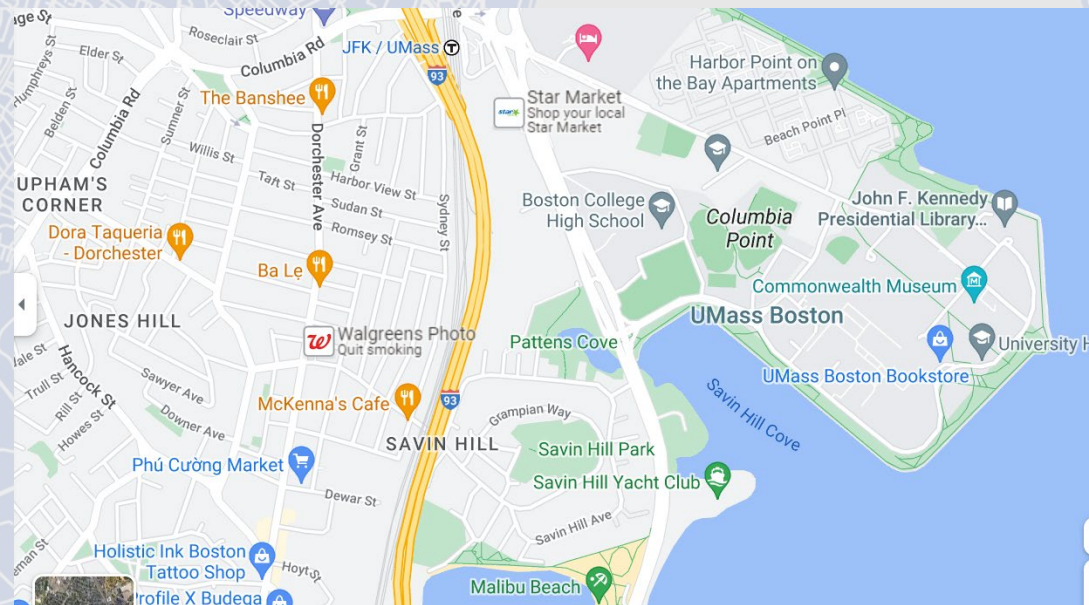 Speedway
Roseclair St
Elder St
Humphreys St
Columbia Rd
JFK / UMass T
93
Harbor Point on
the Bay Apartments
The Banshee
star
Star Market
Shop your local
Star Market
Belden St
Columbia Rd
Sumner St
Dorchester Ave
Grant St
Beach Point Pl
Willis St
Taft St
Harbor View St
UPHAM'S
CORNER
Sudan St
Sydney St
Boston College
High School
Columbia
Point
John F. Kennedy
Presidential Library...
Romsey St
Dora Taqueria
- Dorchester
Ba Lẹ
Commonwealth Museum
JONES HILL
W
Walgreens Photo
Quit smoking
Pattens Cove
UMass Boston
University H
Hancock St
Trull St
Sawyer Ave
Rill St
Howes St
Downer Ave
McKenna's Cafe
93
Grampian Way
UMass Boston Bookstore
Savin Hill Cove
SAVIN HILL
Savin Hill Park
Phú Cường Market
Savin Hill Yacht Club
Dewar St
Savin Hill Ave
Holistic Ink Boston
Tattoo Shop
Hoyt St
Malibu Beach
Profile X Budega